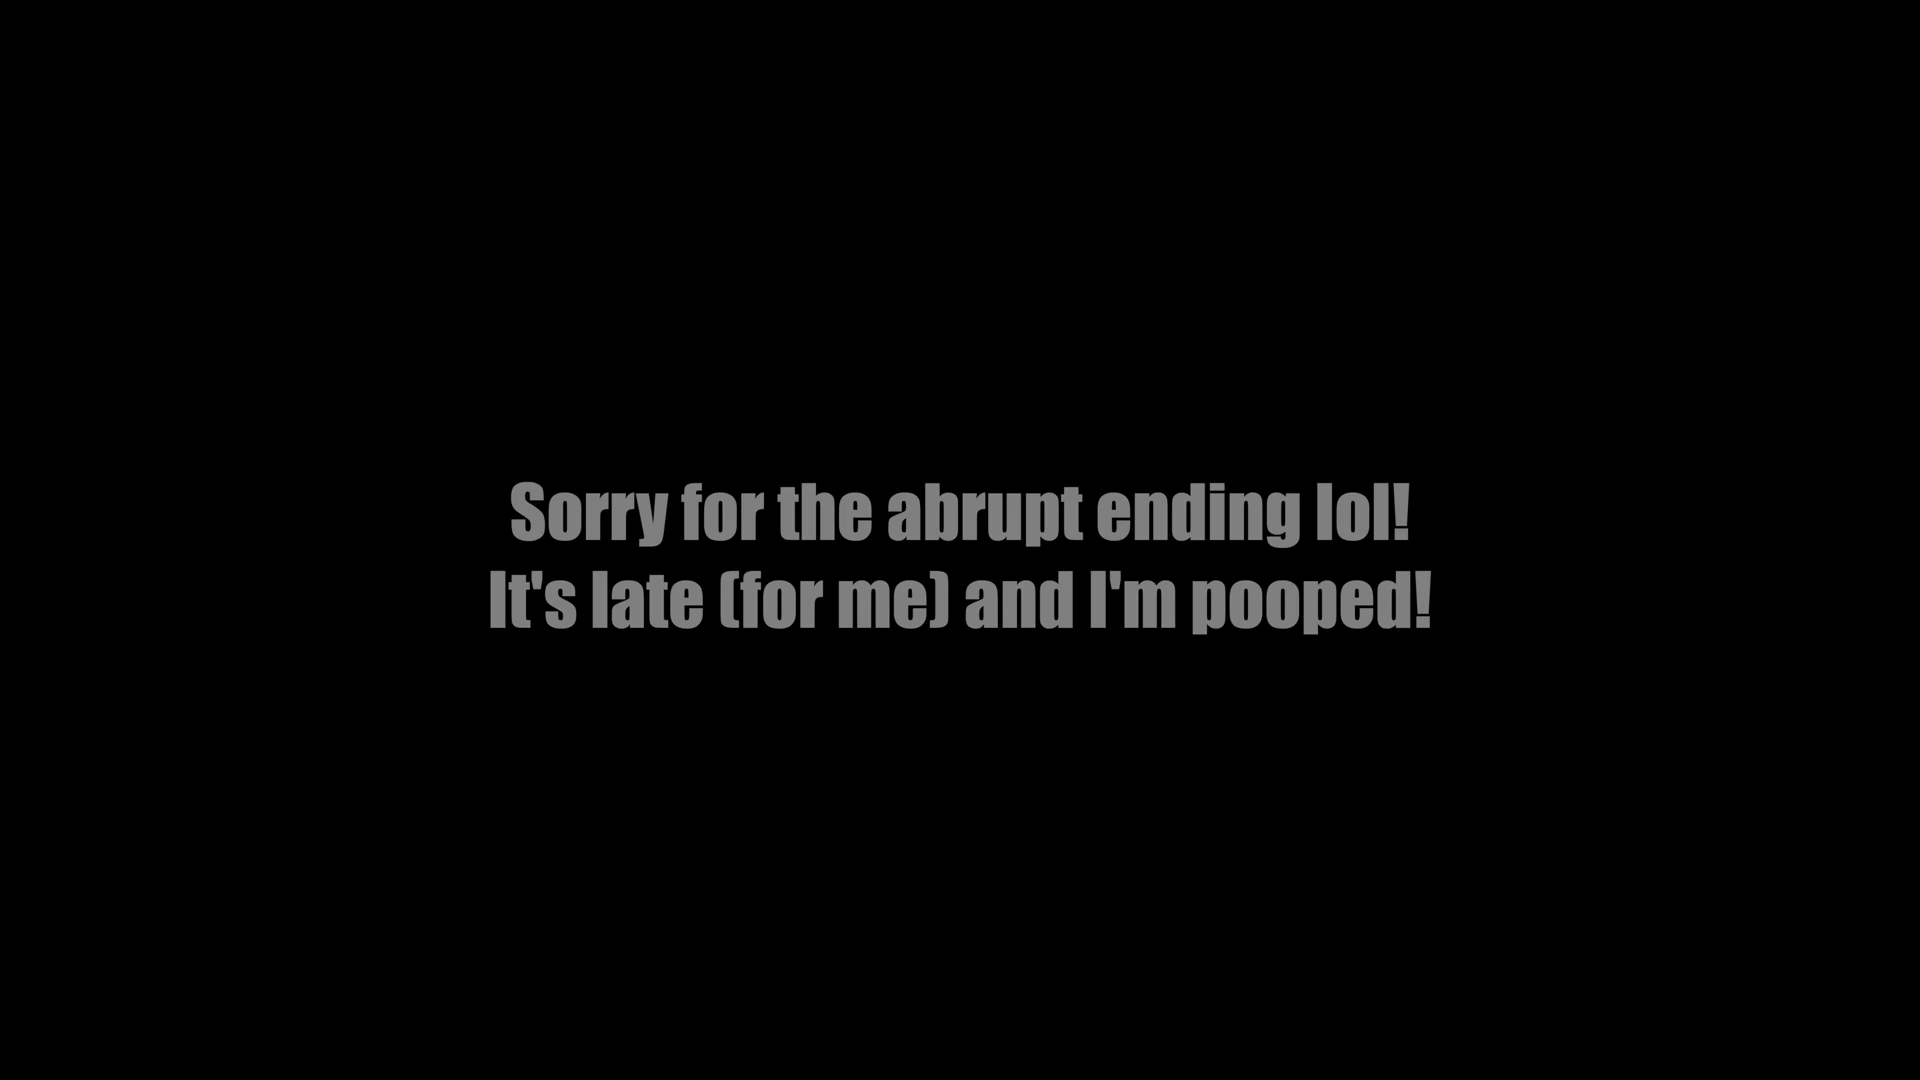 Sorry for the abrupt ending lol!
It's late (for me) and I'm pooped!